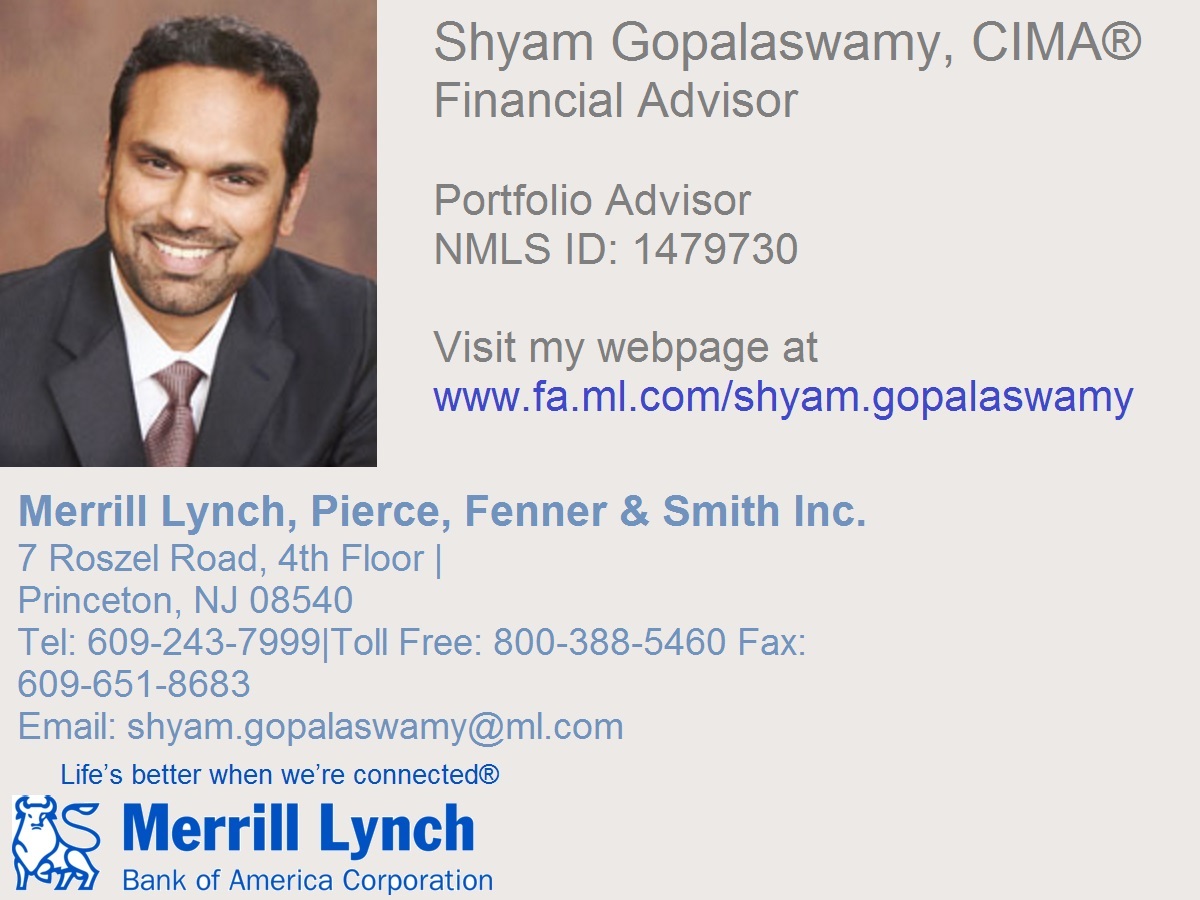 Shyam Gopalaswamy, CIMA®
Financial Advisor
Portfolio Advisor
NMLS ID: 1479730
Visit my webpage at
www.fa.ml.com/shyam.gopalaswamy
Merrill Lynch, Pierce, Fenner & Smith Inc.
7 Roszel Road, 4th Floor |
Princeton, NJ 08540
Tel: 609-243-7999|Toll Free: 800-388-5460 Fax:
609-651-8683
Email: shyam.gopalaswamy@ml.com
Life’s better when we’re connected®
Merrill Lynch
Bank of America Corporation